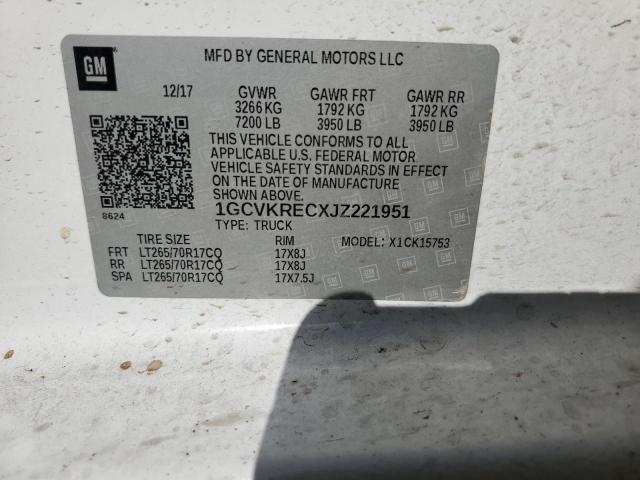 GM
MFD BY GENERAL MOTORS LLC
12/17 GVWR GAWR FRT GAWR RR
3266 KG 1792 KG 1792 KG
7200 LB 3950 LB 3950 LB
THIS VEHICLE CONFORMS TO ALL
APPLICABLE U.S. FEDERAL MOTOR
VEHICLE SAFETY STANDARDS IN EFFECT
ON THE DATE OF MANUFACTURE
SHOWN ABOVE.
8624
1GCVKRECXJZ221951
TYPE: TRUCK MODEL: X1CK15753
TIRE SIZE RIM
FRT LT265/70R17CQ 17X8J
RR LT265/70R17CQ 17X8J
SPA LT265/70R17CQ 17X7.5J